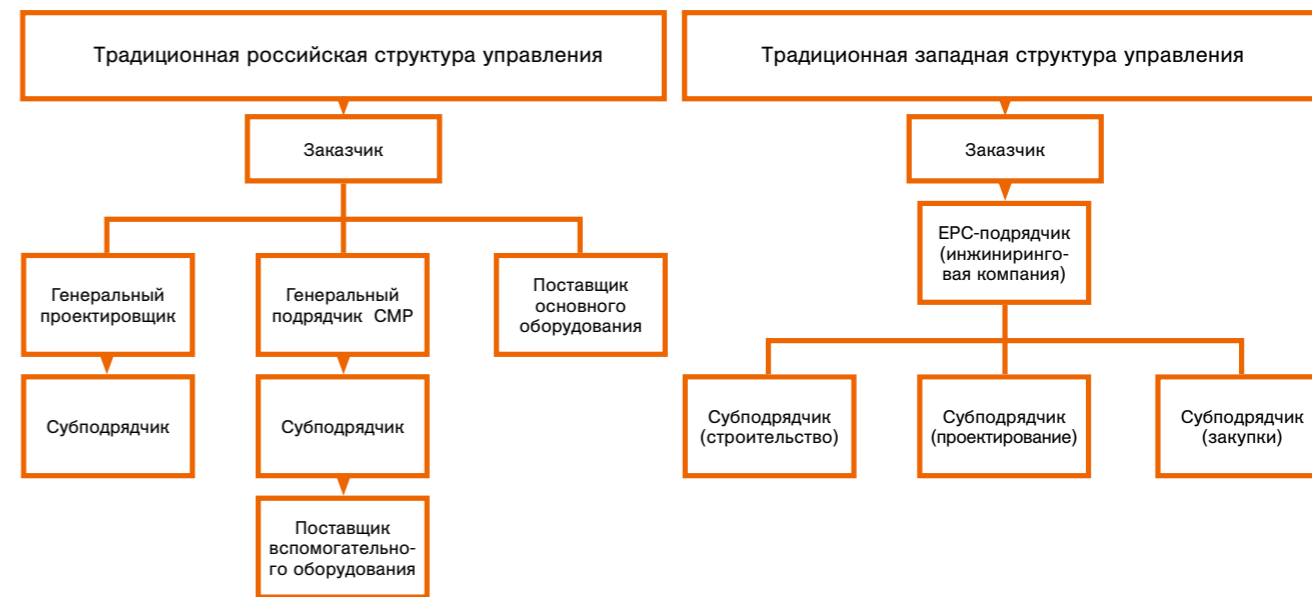 Традиционная российская структура управления
Заказчик
Генеральный
проектировщик
Генеральный
подрядчик СМР
Поставщик
основного
оборудования
Субподрядчик
Субподрядчик
Поставщик
вспомогательно-
го оборудования
Традиционная западная структура управления
Заказчик
EPC-подрядчик
(инжиниринго-
вая компания)
Субподрядчик
(строительство)
Субподрядчик
(проектирование)
Субподрядчик
(закупки)